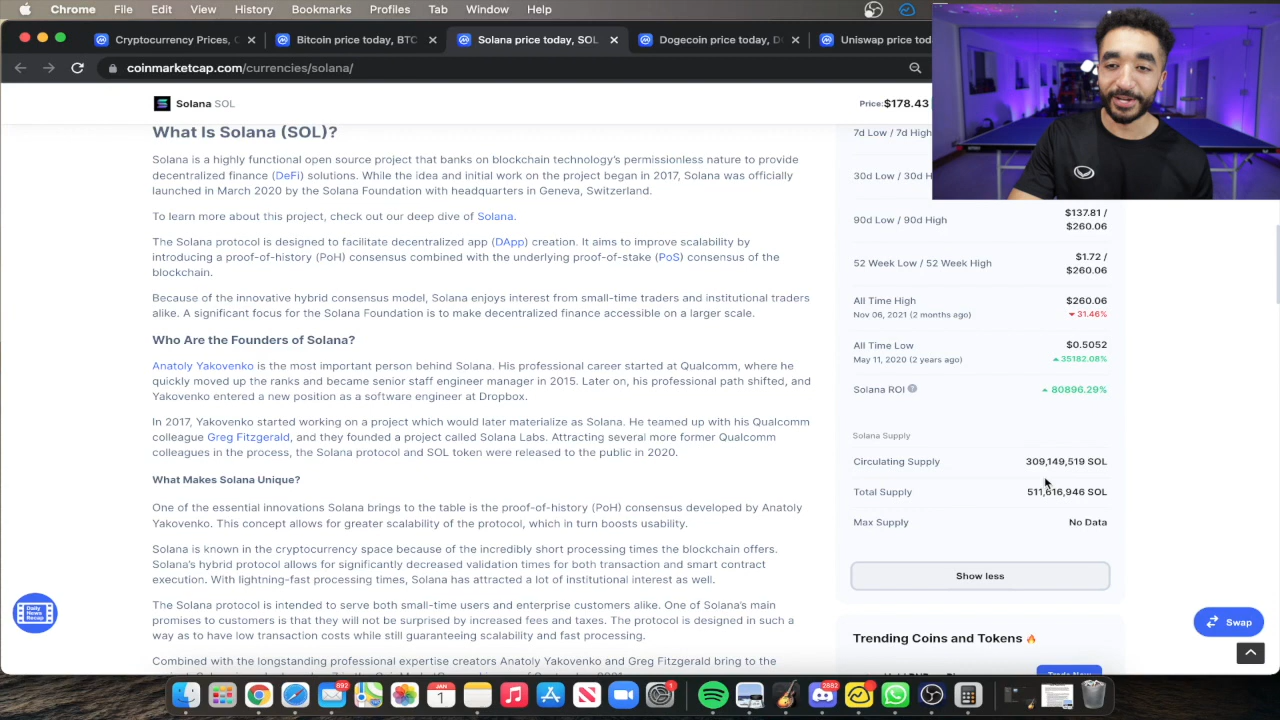 Chrome File Edit View History Bookmarks Profiles Tab Window Help
Cryptocurrency Prices, C
Bitcoin price today, BTC
Solana price today, SOL
Dogecoin price today, D
Uniswap price tod
coinmarketcap.com/currencies/solana/
Solana SOL
Price: $178.43
What Is Solana (SOL)?
Solana is a highly functional open source project that banks on blockchain technology's permissionless nature to provide
decentralized finance (DeFi) solutions. While the idea and initial work on the project began in 2017, Solana was officially
launched in March 2020 by the Solana Foundation with headquarters in Geneva, Switzerland.
To learn more about this project, check out our deep dive of Solana.
The Solana protocol is designed to facilitate decentralized app (DApp) creation. It aims to improve scalability by
introducing a proof-of-history (PoH) consensus combined with the underlying proof-of-stake (PoS) consensus of the
blockchain.
Because of the innovative hybrid consensus model, Solana enjoys interest from small-time traders and institutional traders
alike. A significant focus for the Solana Foundation is to make decentralized finance accessible on a larger scale.
Who Are the Founders of Solana?
Anatoly Yakovenko is the most important person behind Solana. His professional career started at Qualcomm, where he
quickly moved up the ranks and became senior staff engineer manager in 2015. Later on, his professional path shifted, and
Yakovenko entered a new position as a software engineer at Dropbox.
In 2017, Yakovenko started working on a project which would later materialize as Solana. He teamed up with his Qualcomm
colleague Greg Fitzgerald, and they founded a project called Solana Labs. Attracting several more former Qualcomm
colleagues in the process, the Solana protocol and SOL token were released to the public in 2020.
What Makes Solana Unique?
One of the essential innovations Solana brings to the table is the proof-of-history (PoH) consensus developed by Anatoly
Yakovenko. This concept allows for greater scalability of the protocol, which in turn boosts usability.
Solana is known in the cryptocurrency space because of the incredibly short processing times the blockchain offers.
Solana's hybrid protocol allows for significantly decreased validation times for both transaction and smart contract
execution. With lightning-fast processing times, Solana has attracted a lot of institutional interest as well.
The Solana protocol is intended to serve both small-time users and enterprise customers alike. One of Solana's main
promises to customers is that they will not be surprised by increased fees and taxes. The protocol is designed in such a
way as to have low transaction costs while still guaranteeing scalability and fast processing.
Combined with the longstanding professional expertise creators Anatoly Yakovenko and Greg Fitzgerald bring to the
7d Low / 7d High
30d Low / 30d Hi
90d Low / 90d High
$137.81 /
$260.06
52 Week Low / 52 Week High
$1.72 /
$260.06
All Time High
$260.06
Nov 06, 2021 (2 months ago)
31.46%
All Time Low
$0.5052
May 11, 2020 (2 years ago)
35182.08%
Solana ROI
80896.29%
Solana Supply
Circulating Supply
309,149,519 SOL
Total Supply
511,616,946 SOL
Max Supply
No Data
Show less
Trending Coins and Tokens
Daily
News
Recap
Swap
JAN